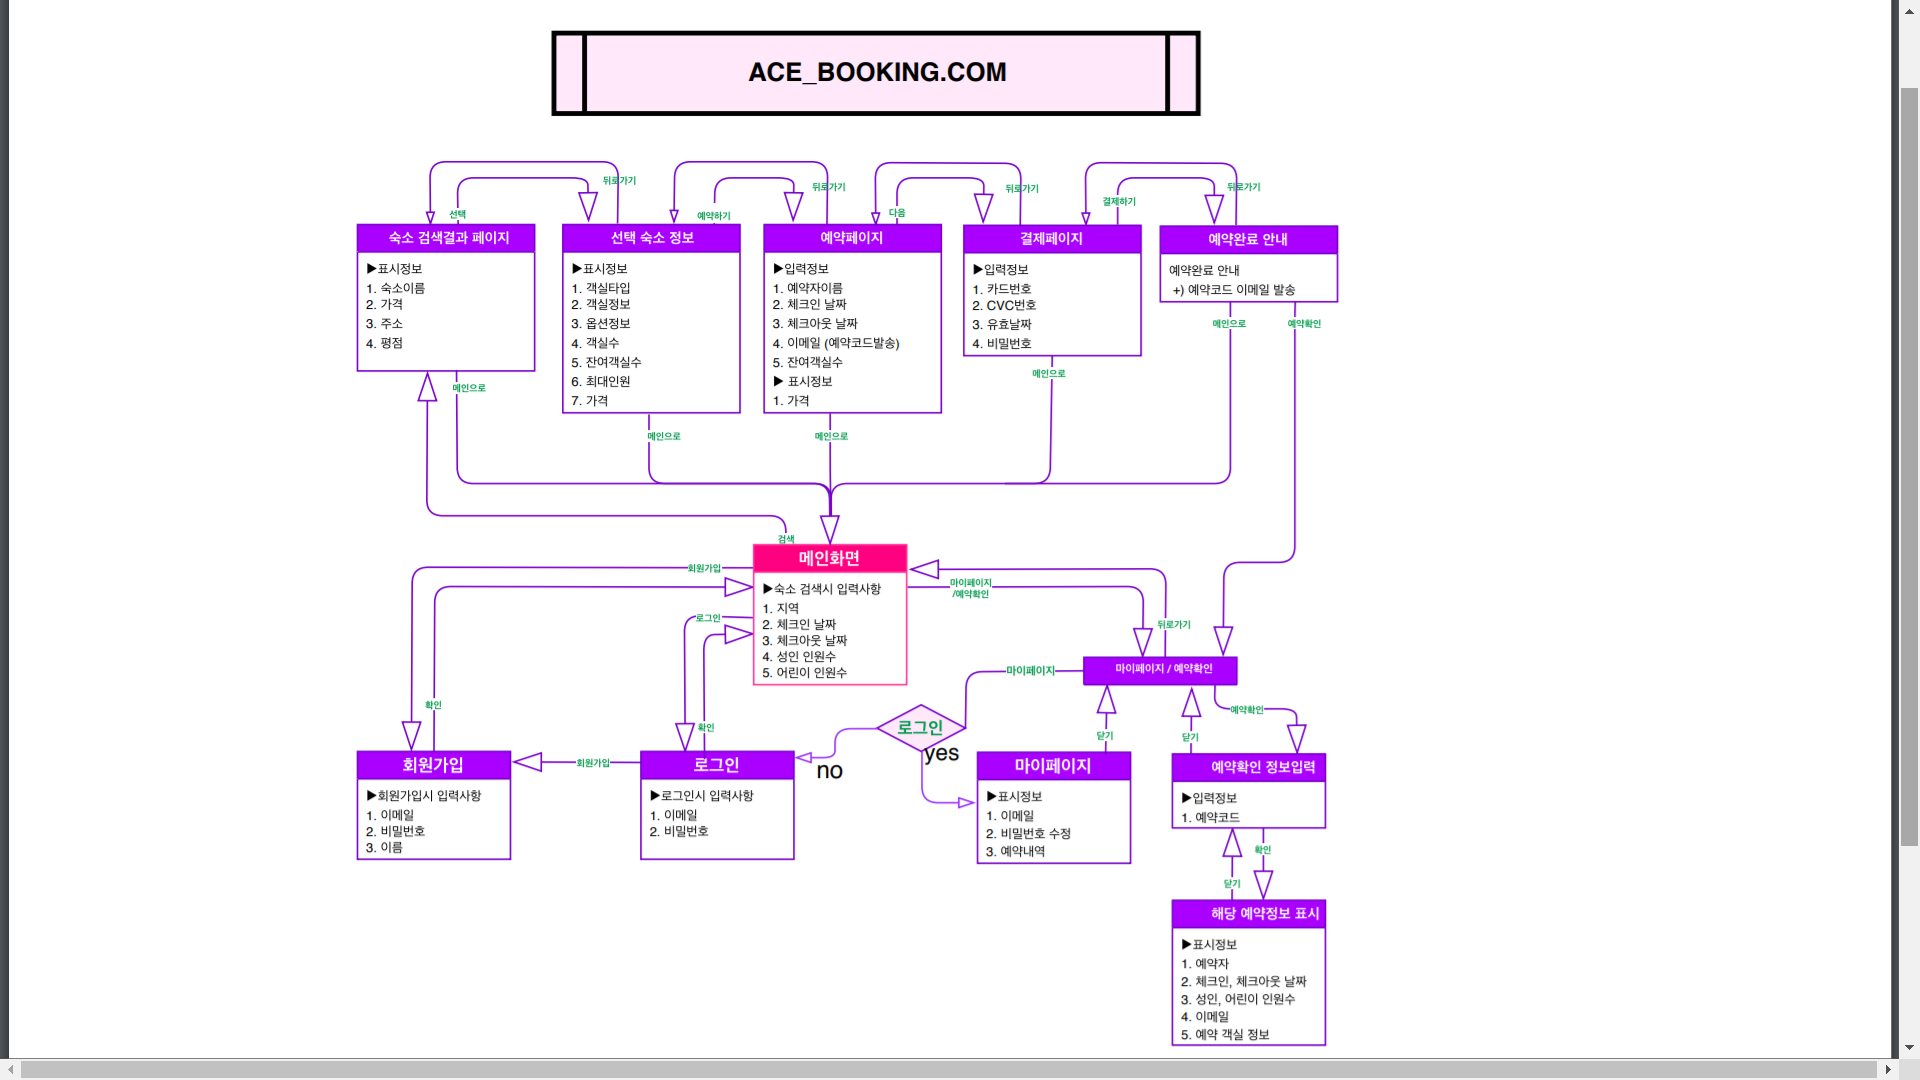 ACE_BOOKING.COM
뒤로가기
선택
뒤로가기
예약하기
뒤로가기
다음
뒤로가기
결제하기
숙소 검색결과 페이지
▶표시정보
1. 숙소이름
2. 가격
3. 주소
4. 평점
메인으로
선택 숙소 정보
▶표시정보
1. 객실타입
2. 객실정보
3. 옵션정보
4. 객실수
5. 잔여객실수
6. 최대인원
7. 가격
메인으로
예약페이지
▶입력정보
1. 예약자이름
2. 체크인 날짜
3. 체크아웃 날짜
4. 이메일 (예약코드발송)
5. 잔여객실수
▶ 표시정보
1. 가격
메인으로
결제페이지
▶입력정보
1. 카드번호
2. CVC번호
3. 유효날짜
4. 비밀번호
메인으로
예약완료 안내
예약완료 안내
+) 예약코드 이메일 발송
메인으로
예약확인
검색
메인화면
▶숙소 검색시 입력사항
1. 지역
2. 체크인 날짜
3. 체크아웃 날짜
4. 성인 인원수
5. 어린이 인원수
회원가입
로그인
확인
확인
마이페이지
/예약확인
뒤로가기
마이페이지 / 예약확인
마이페이지
로그인
yes
no
닫기
닫기
예약확인
회원가입
▶회원가입시 입력사항
1. 이메일
2. 비밀번호
3. 이름
회원가입
로그인
▶로그인시 입력사항
1. 이메일
2. 비밀번호
마이페이지
▶표시정보
1. 이메일
2. 비밀번호 수정
3. 예약내역
예약확인 정보입력
▶입력정보
1. 예약코드
확인
닫기
해당 예약정보 표시
▶표시정보
1. 예약자
2. 체크인, 체크아웃 날짜
3. 성인, 어린이 인원수
4. 이메일
5. 예약 객실 정보